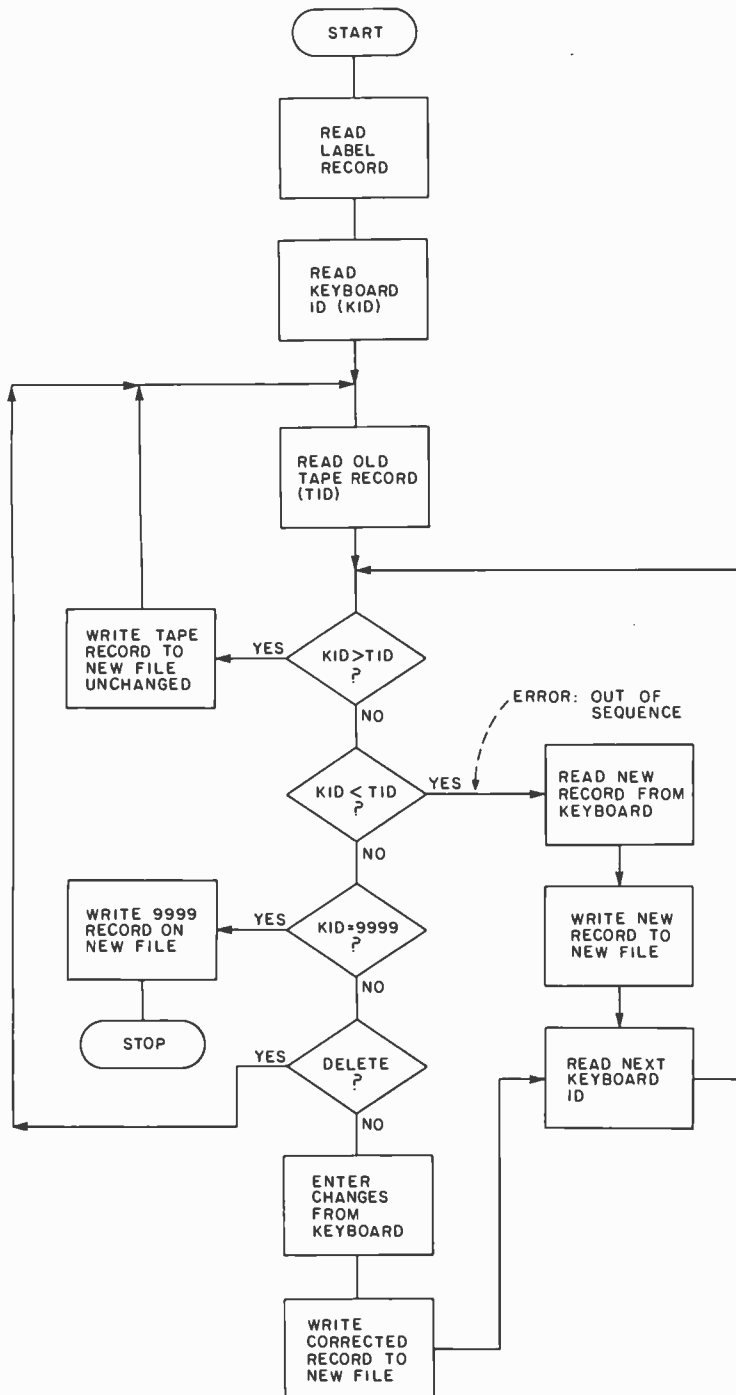 START
READ
LABEL
RECORD
READ
KEYBOARD
ID (KID)
READ OLD
TAPE RECORD
(TID)
WRITE TAPE
RECORD TO
NEW FILE
UNCHANGED
YES
KID>TID
?
NO
ERROR: OUT OF
SEQUENCE
KID < TID
?
YES
READ NEW
RECORD FROM
KEYBOARD
NO
WRITE 9999
RECORD ON
NEW FILE
YES
KID=9999
?
WRITE NEW
RECORD TO
NEW FILE
NO
STOP
YES
DELETE
?
READ NEXT
KEYBOARD
ID
NO
ENTER
CHANGES
FROM
KEYBOARD
WRITE
CORRECTED
RECORD TO
NEW FILE